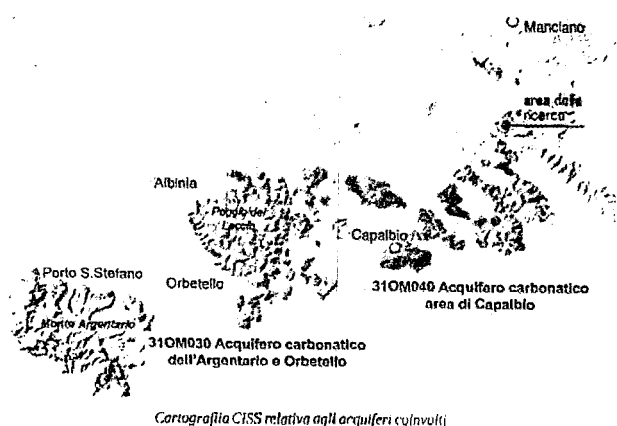 Manciano
area della
ricerca
Albinia
Poggio del
Leccio
Capalbio
Porto S.Stefano
Orbetello
31OM040 Acquifero carbonatico
area di Capalbio
Monte Argentario
31OM030 Acquifero carbonatico
dell'Argentario e Orbetello
Cartografiia CISS relativa agli acquiferi coinvolti